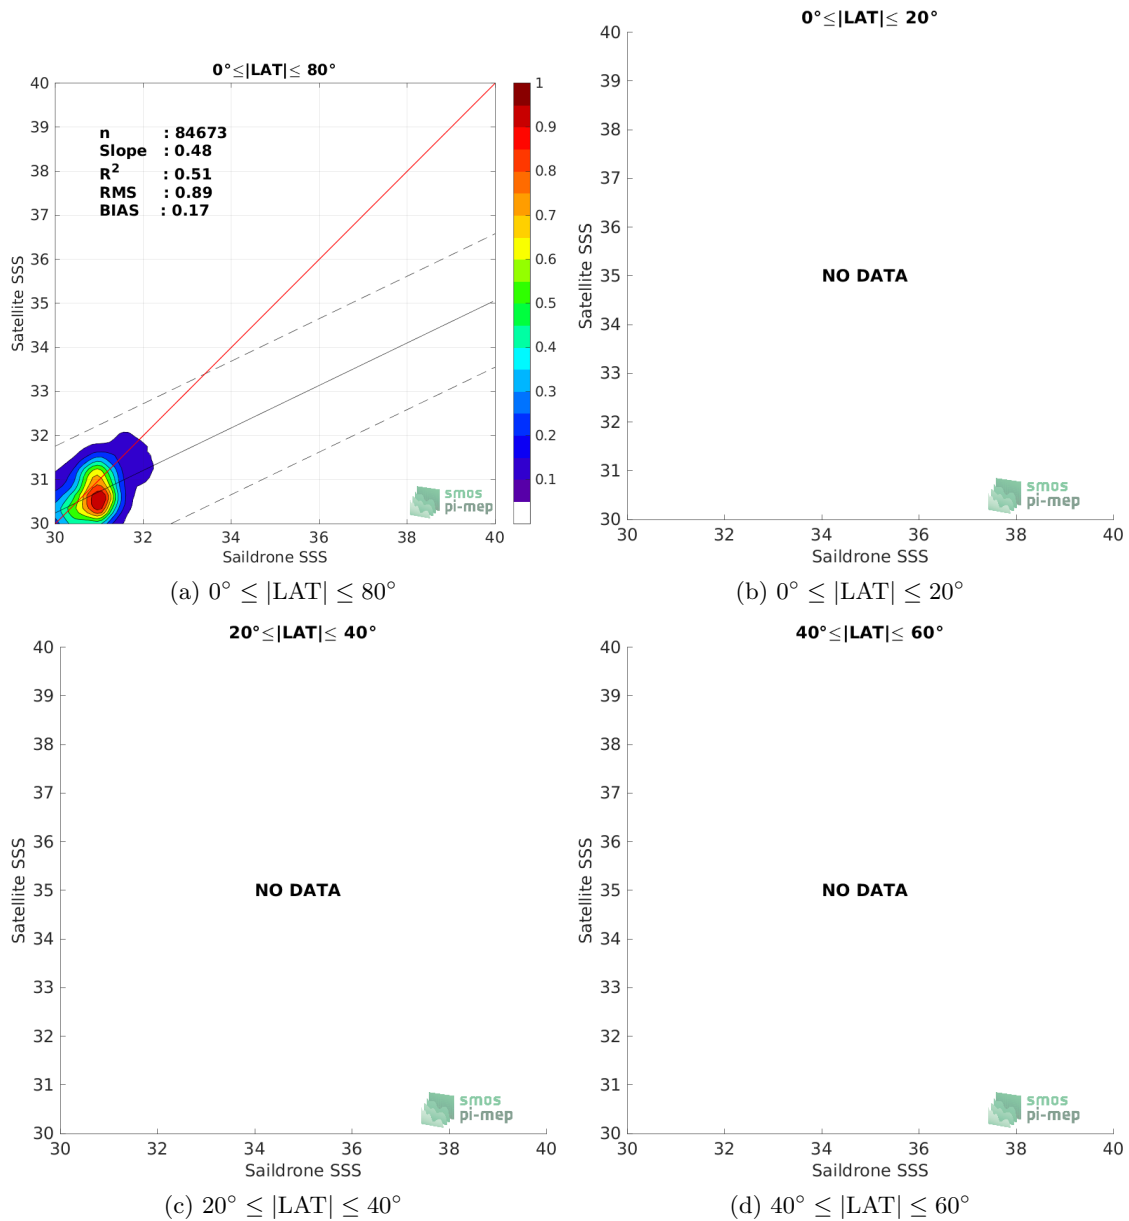 0°≤|LAT|≤ 80°
40
39
38
37
36
35
34
33
32
31
30
Satellite SSS
n : 84673
Slope : 0.48
R² : 0.51
RMS : 0.89
BIAS : 0.17
1
0.9
0.8
0.7
0.6
0.5
0.4
0.3
0.2
0.1
smos
pi-mep
30 32 34 36 38 40
Saildrone SSS
(a) 0° ≤ |LAT| ≤ 80°
0°≤|LAT|≤ 20°
40
39
38
37
36
35
34
33
32
31
30
Satellite SSS
NO DATA
smos
pi-mep
30 32 34 36 38 40
Saildrone SSS
(b) 0° ≤ |LAT| ≤ 20°
20°≤|LAT|≤ 40°
40
39
38
37
36
35
34
33
32
31
30
Satellite SSS
NO DATA
smos
pi-mep
30 32 34 36 38 40
Saildrone SSS
(c) 20° ≤ |LAT| ≤ 40°
40°≤|LAT|≤ 60°
40
39
38
37
36
35
34
33
32
31
30
Satellite SSS
NO DATA
smos
pi-mep
30 32 34 36 38 40
Saildrone SSS
(d) 40° ≤ |LAT| ≤ 60°